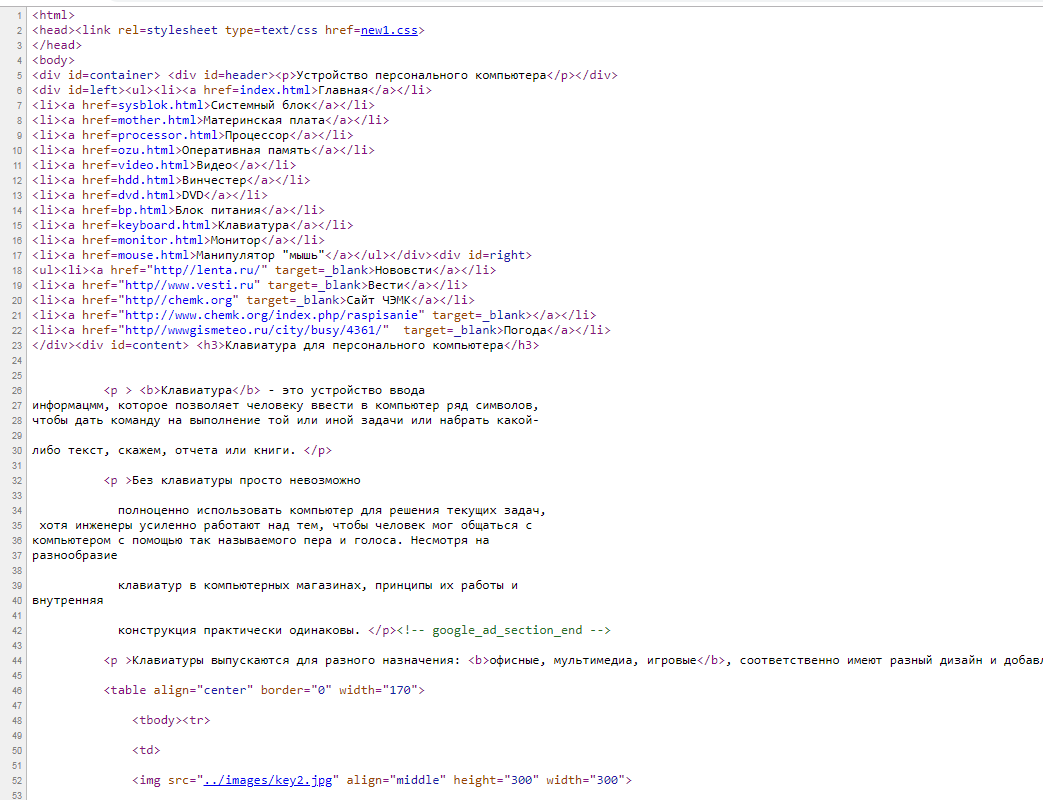 1 <html>
2 <head><link rel=stylesheet type=text/css href=new1.css>
3 </head>
4 <body>
5 <div id=container> <div id=header><p>Устройство персонального компьютера</p></div>
6 <div id=left><ul><li><a href=index.html>Главная</a></li>
7 <li><a href=sysblok.html>Системный блок</a></li>
8 <li><a href=mother.html>Материнская плата</a></li>
9 <li><a href=processor.html>Процессор</a></li>
10 <li><a href=ozu.html>Оперативная память</a></li>
11 <li><a href=video.html>Видео</a></li>
12 <li><a href=hdd.html>Винчестер</a></li>
13 <li><a href=dvd.html>DVD</a></li>
14 <li><a href=bp.html>Блок питания</a></li>
15 <li><a href=keyboard.html>Клавиатура</a></li>
16 <li><a href=monitor.html>Монитор</a></li>
17 <li><a href=mouse.html>Манипулятор "мышь"</a></ul></div><div id=right>
18 <ul><li><a href="http//lenta.ru/" target=_blank>Нововсти</a></li>
19 <li><a href="http//www.vesti.ru" target=_blank>Вести</a></li>
20 <li><a href="http//chemk.org" target=_blank>Сайт ЧЭМК</a></li>
21 <li><a href="http://www.chemk.org/index.php/raspisanie" target=_blank></a></li>
22 <li><a href="http//wwwgismeteo.ru/city/busy/4361/"  target=_blank>Погода</a></li>
23 </div><div id=content> <h3>Клавиатура для персонального компьютера</h3>
24
25
26 <p > <b>Клавиатура</b> - это устройство ввода
27 информацмм, которое позволяет человеку ввести в компьютер ряд символов,
28 чтобы дать команду на выполнение той или иной задачи или набрать какой-
29
30 либо текст, скажем, отчета или книги. </p>
31
32 <p >Без клавиатуры просто невозможно
33
34 полноценно использовать компьютер для решения текущих задач,
35 хотя инженеры усиленно работают над тем, чтобы человек мог общаться с
36 компьютером с помощью так называемого пера и голоса. Несмотря на
37 разнообразие
38
39 клавиатур в компьютерных магазинах, принципы их работы и
40 внутренняя
41
42 конструкция практически одинаковы. </p><!-- google_ad_section_end -->
43
44 <p >Клавиатуры выпускаются для разного назначения: <b>офисные, мультимедиа, игровые</b>, соответственно имеют разный дизайн и добавл
45
46 <table align="center" border="0" width="170">
47
48 <tbody><tr>
49
50 <td>
51
52 <img src="../images/key2.jpg" align="middle" height="300" width="300">
53